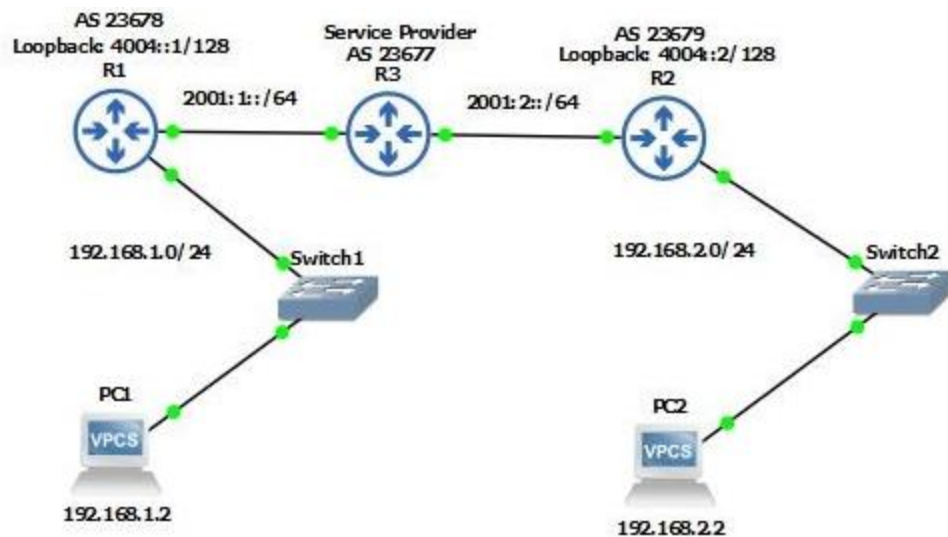 AS 23678
Loopback: 4004::1/128
R1
Service Provider
AS 23677
R3
AS 23679
Loopback: 4004::2/128
R2
2001:1::/64
2001:2::/64
192.168.1.0/24
Switch1
192.168.2.0/24
Switch2
PC1
VPCS
192.168.1.2
PC2
VPCS
192.168.2.2